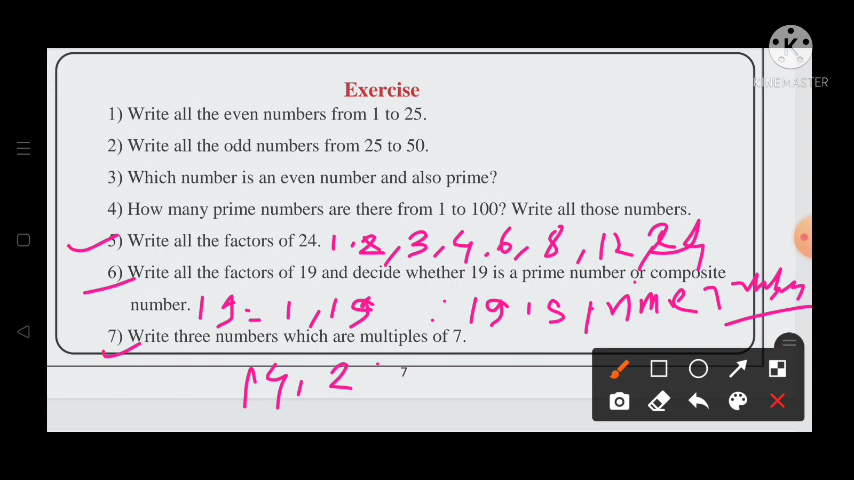 KINEMASTER
Exercise
1) Write all the even numbers from 1 to 25.
2) Write all the odd numbers from 25 to 50.
3) Which number is an even number and also prime?
4) How many prime numbers are there from 1 to 100? Write all those numbers.
5) Write all the factors of 24. 1, 2, 3, 4, 6, 8, 12, 24
6) Write all the factors of 19 and decide whether 19 is a prime number or composite
number. 19 = 1, 19 ∴ 19 is prime number
7) Write three numbers which are multiples of 7.
14, 2
7